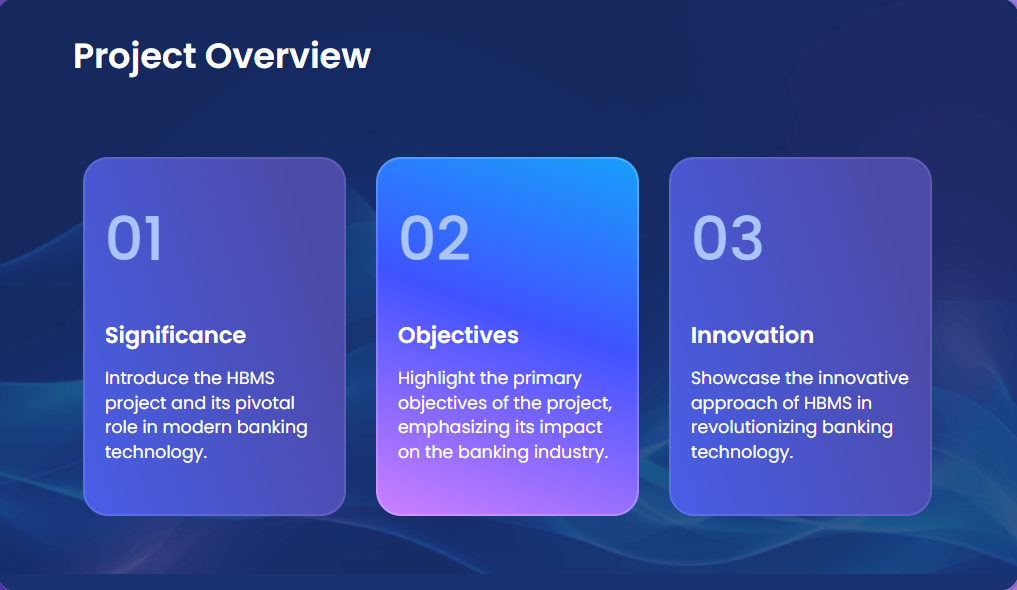 Project Overview
01
Significance
Introduce the HBMS
project and its pivotal
role in modern banking
technology.
02
Objectives
Highlight the primary
objectives of the project,
emphasizing its impact
on the banking industry.
03
Innovation
Showcase the innovative
approach of HBMS in
revolutionizing banking
technology.